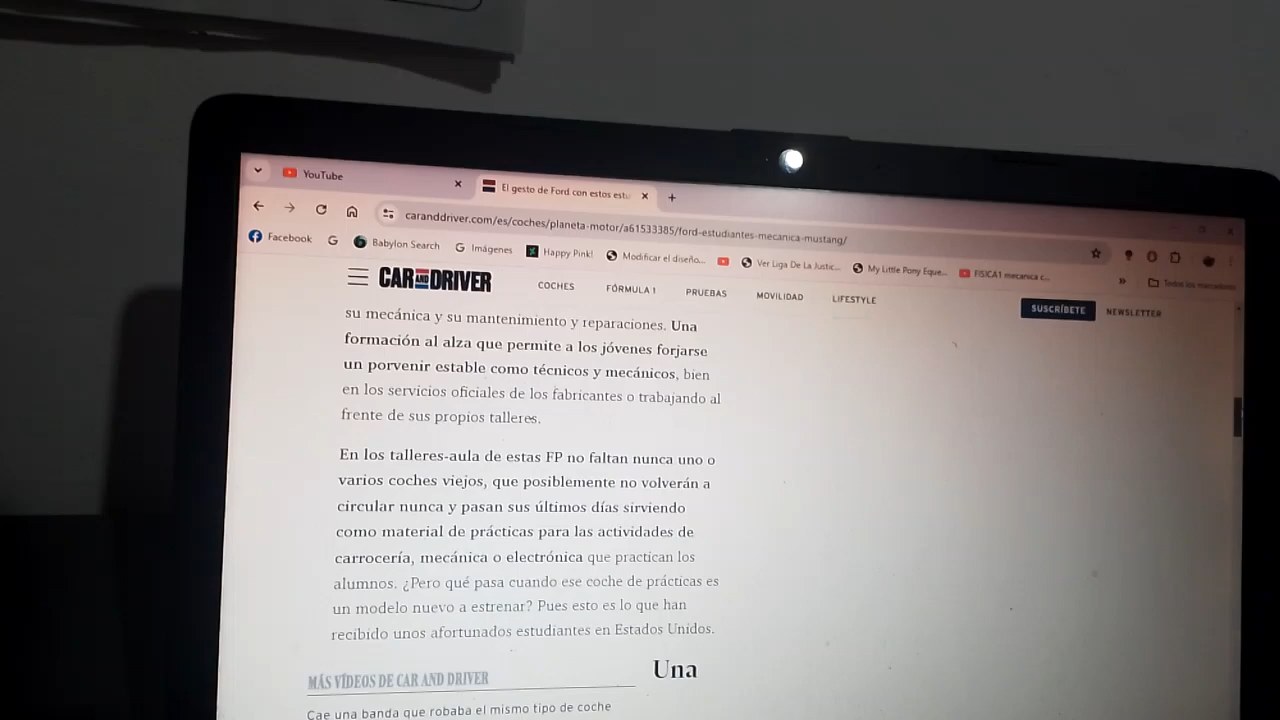 YouTube
El gesto de Ford con estos estu
caranddriver.com/es/coches/planeta-motor/a61533385/ford-estudiantes-mecanica-mustang/
Facebook
Babylon Search
Imágenes
Happy Pink!
Modificar el diseño...
Ver Liga De La Justic...
My Little Pony Eque...
FISICA1 mecanica c...
Todos los marcadores
CAR AND DRIVER
COCHES
FÓRMULA 1
PRUEBAS
MOVILIDAD
LIFESTYLE
SUSCRÍBETE
NEWSLETTER
su mecánica y su mantenimiento y reparaciones. Una
formación al alza que permite a los jóvenes forjarse
un porvenir estable como técnicos y mecánicos, bien
en los servicios oficiales de los fabricantes o trabajando al
frente de sus propios talleres.
En los talleres-aula de estas FP no faltan nunca uno o
varios coches viejos, que posiblemente no volverán a
circular nunca y pasan sus últimos días sirviendo
como material de prácticas para las actividades de
carrocería, mecánica o electrónica que practican los
alumnos. ¿Pero qué pasa cuando ese coche de prácticas es
un modelo nuevo a estrenar? Pues esto es lo que han
recibido unos afortunados estudiantes en Estados Unidos.
MÁS VÍDEOS DE CAR AND DRIVER
Una
Cae una banda que robaba el mismo tipo de coche